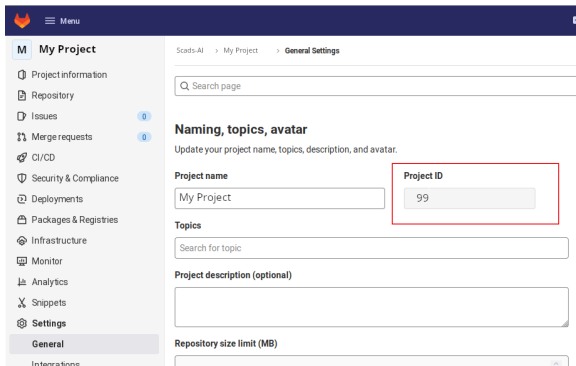 Menu
M My Project
Project information
Repository
Issues 0
Merge requests 0
CI/CD
Security & Compliance
Deployments
Packages & Registries
Infrastructure
Monitor
Analytics
Snippets
Settings
General
Integrations
Scads-AI > My Project > General Settings
Search page
Naming, topics, avatar
Update your project name, topics, description, and avatar.
Project name
My Project
Project ID
99
Topics
Search for topic
Project description (optional)
Repository size limit (MB)